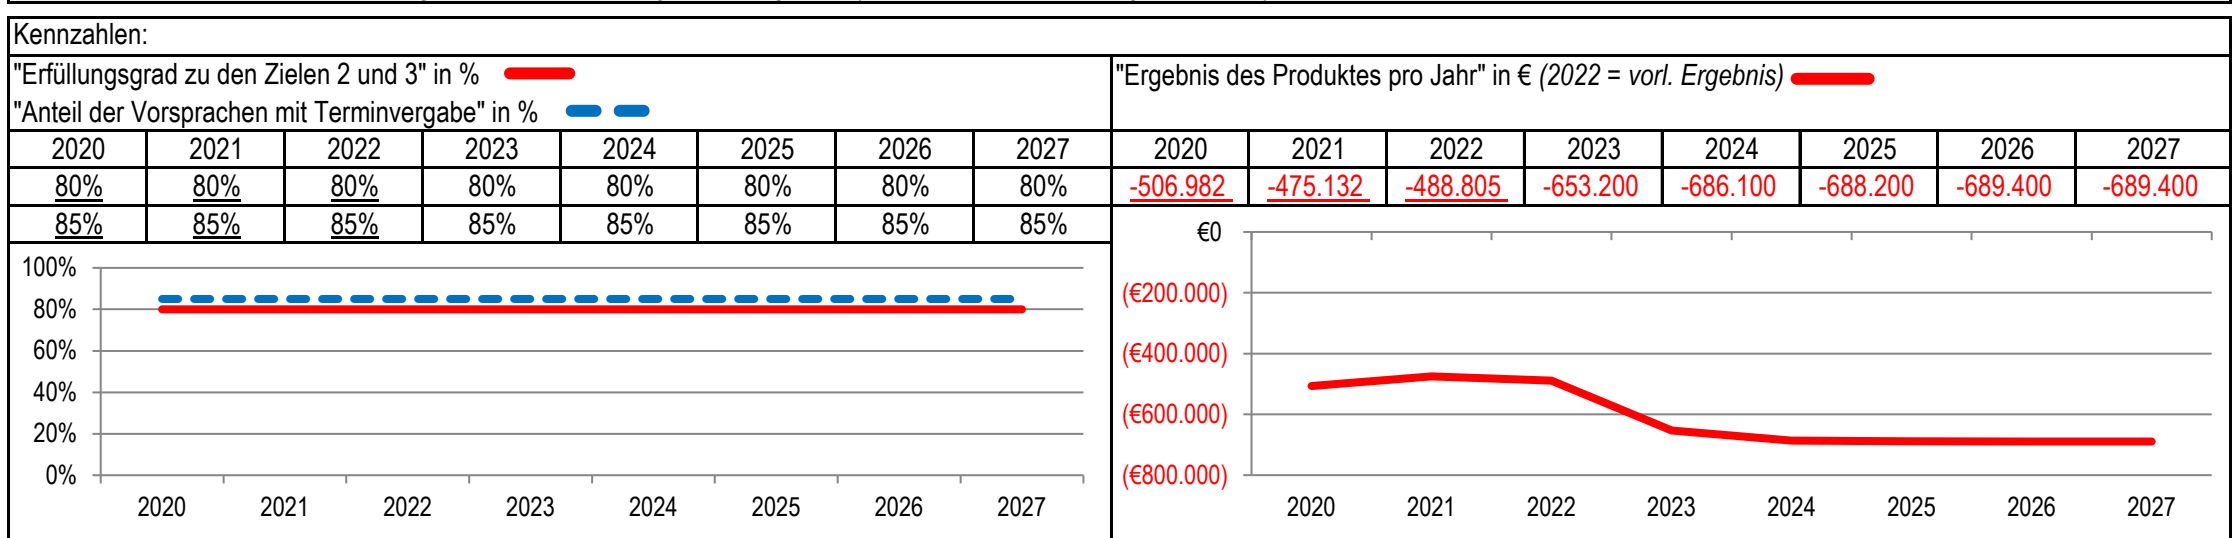 Kennzahlen:
"Erfüllungsgrad zu den Zielen 2 und 3" in %
"Anteil der Vorsprachen mit Terminvergabe" in %
2020 2021 2022 2023 2024 2025 2026 2027
80% 80% 80% 80% 80% 80% 80% 80%
85% 85% 85% 85% 85% 85% 85% 85%
100%
80%
60%
40%
20%
0%
2020 2021 2022 2023 2024 2025 2026 2027
"Ergebnis des Produktes pro Jahr" in € (2022 = vorl. Ergebnis)
2020 2021 2022 2023 2024 2025 2026 2027
-506.982 -475.132 -488.805 -653.200 -686.100 -688.200 -689.400 -689.400
€0
(€200.000)
(€400.000)
(€600.000)
(€800.000)
2020 2021 2022 2023 2024 2025 2026 2027